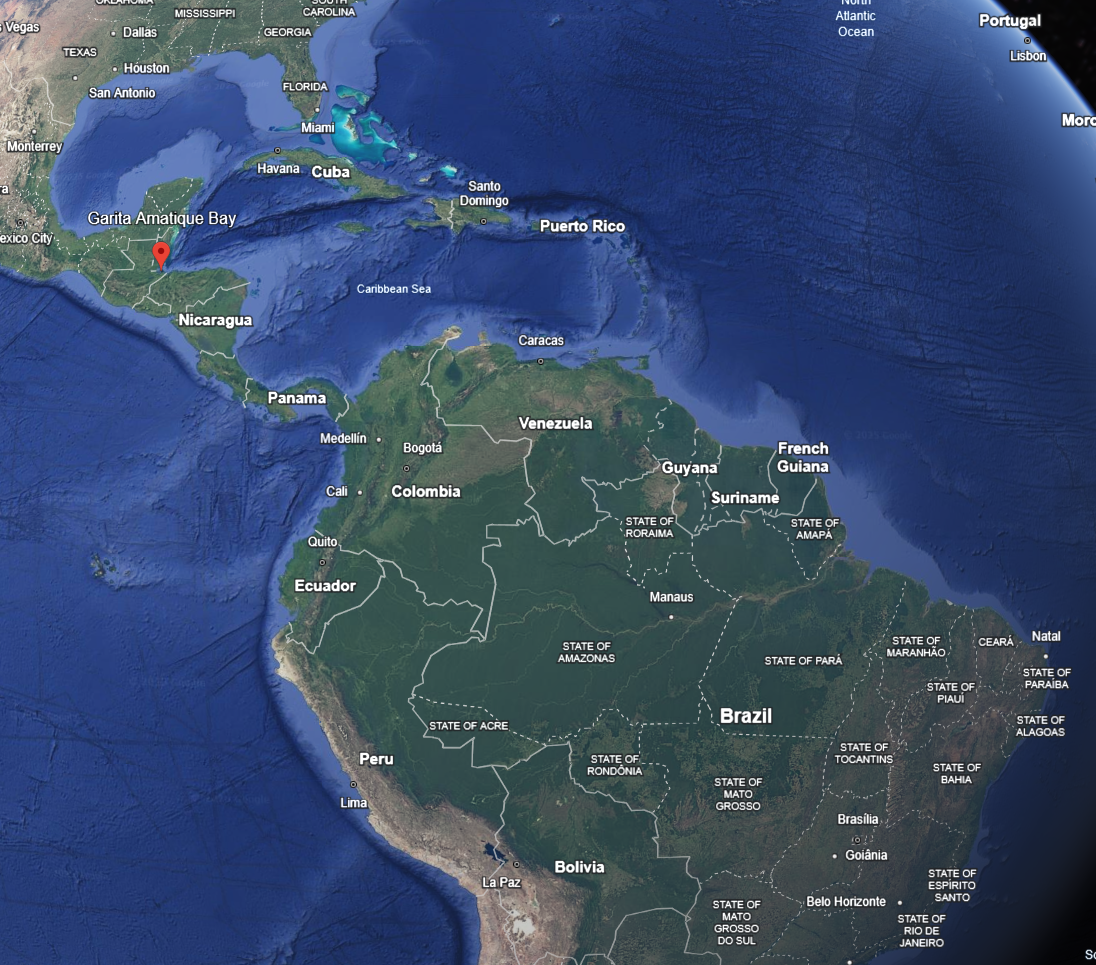 North
Atlantic
Ocean
SOUTH
CAROLINA
MISSISSIPPI
Portugal
Vegas
Dallas
GEORGIA
TEXAS
Lisbon
Houston
San Antonio
FLORIDA
Miami
Monterrey
Havana
Cuba
Santo
Domingo
Garita Amatique Bay
Puerto Rico
exico City
Caribbean Sea
Nicaragua
Caracas
Panama
Venezuela
Medellín
Bogotá
French
Guiana
Guyana
Cali
Colombia
Suriname
STATE OF
RORAIMA
STATE OF
AMAPÁ
Quito
Ecuador
Manaus
Natal
STATE OF
AMAZONAS
STATE OF PARÁ
STATE OF
MARANHÃO
CEARÁ
STATE OF
PARAÍBA
STATE OF
PIAUÍ
Brazil
STATE OF ACRE
STATE OF
ALAGOAS
Peru
STATE OF
RONDÔNIA
STATE OF
TOCANTINS
STATE OF
BAHIA
STATE OF
MATO
GROSSO
Lima
Brasília
Goiânia
Bolivia
La Paz
STATE OF
ESPÍRITO
SANTO
Belo Horizonte
STATE OF
MATO
GROSSO
DO SUL
STATE OF
RIO DE
JANEIRO